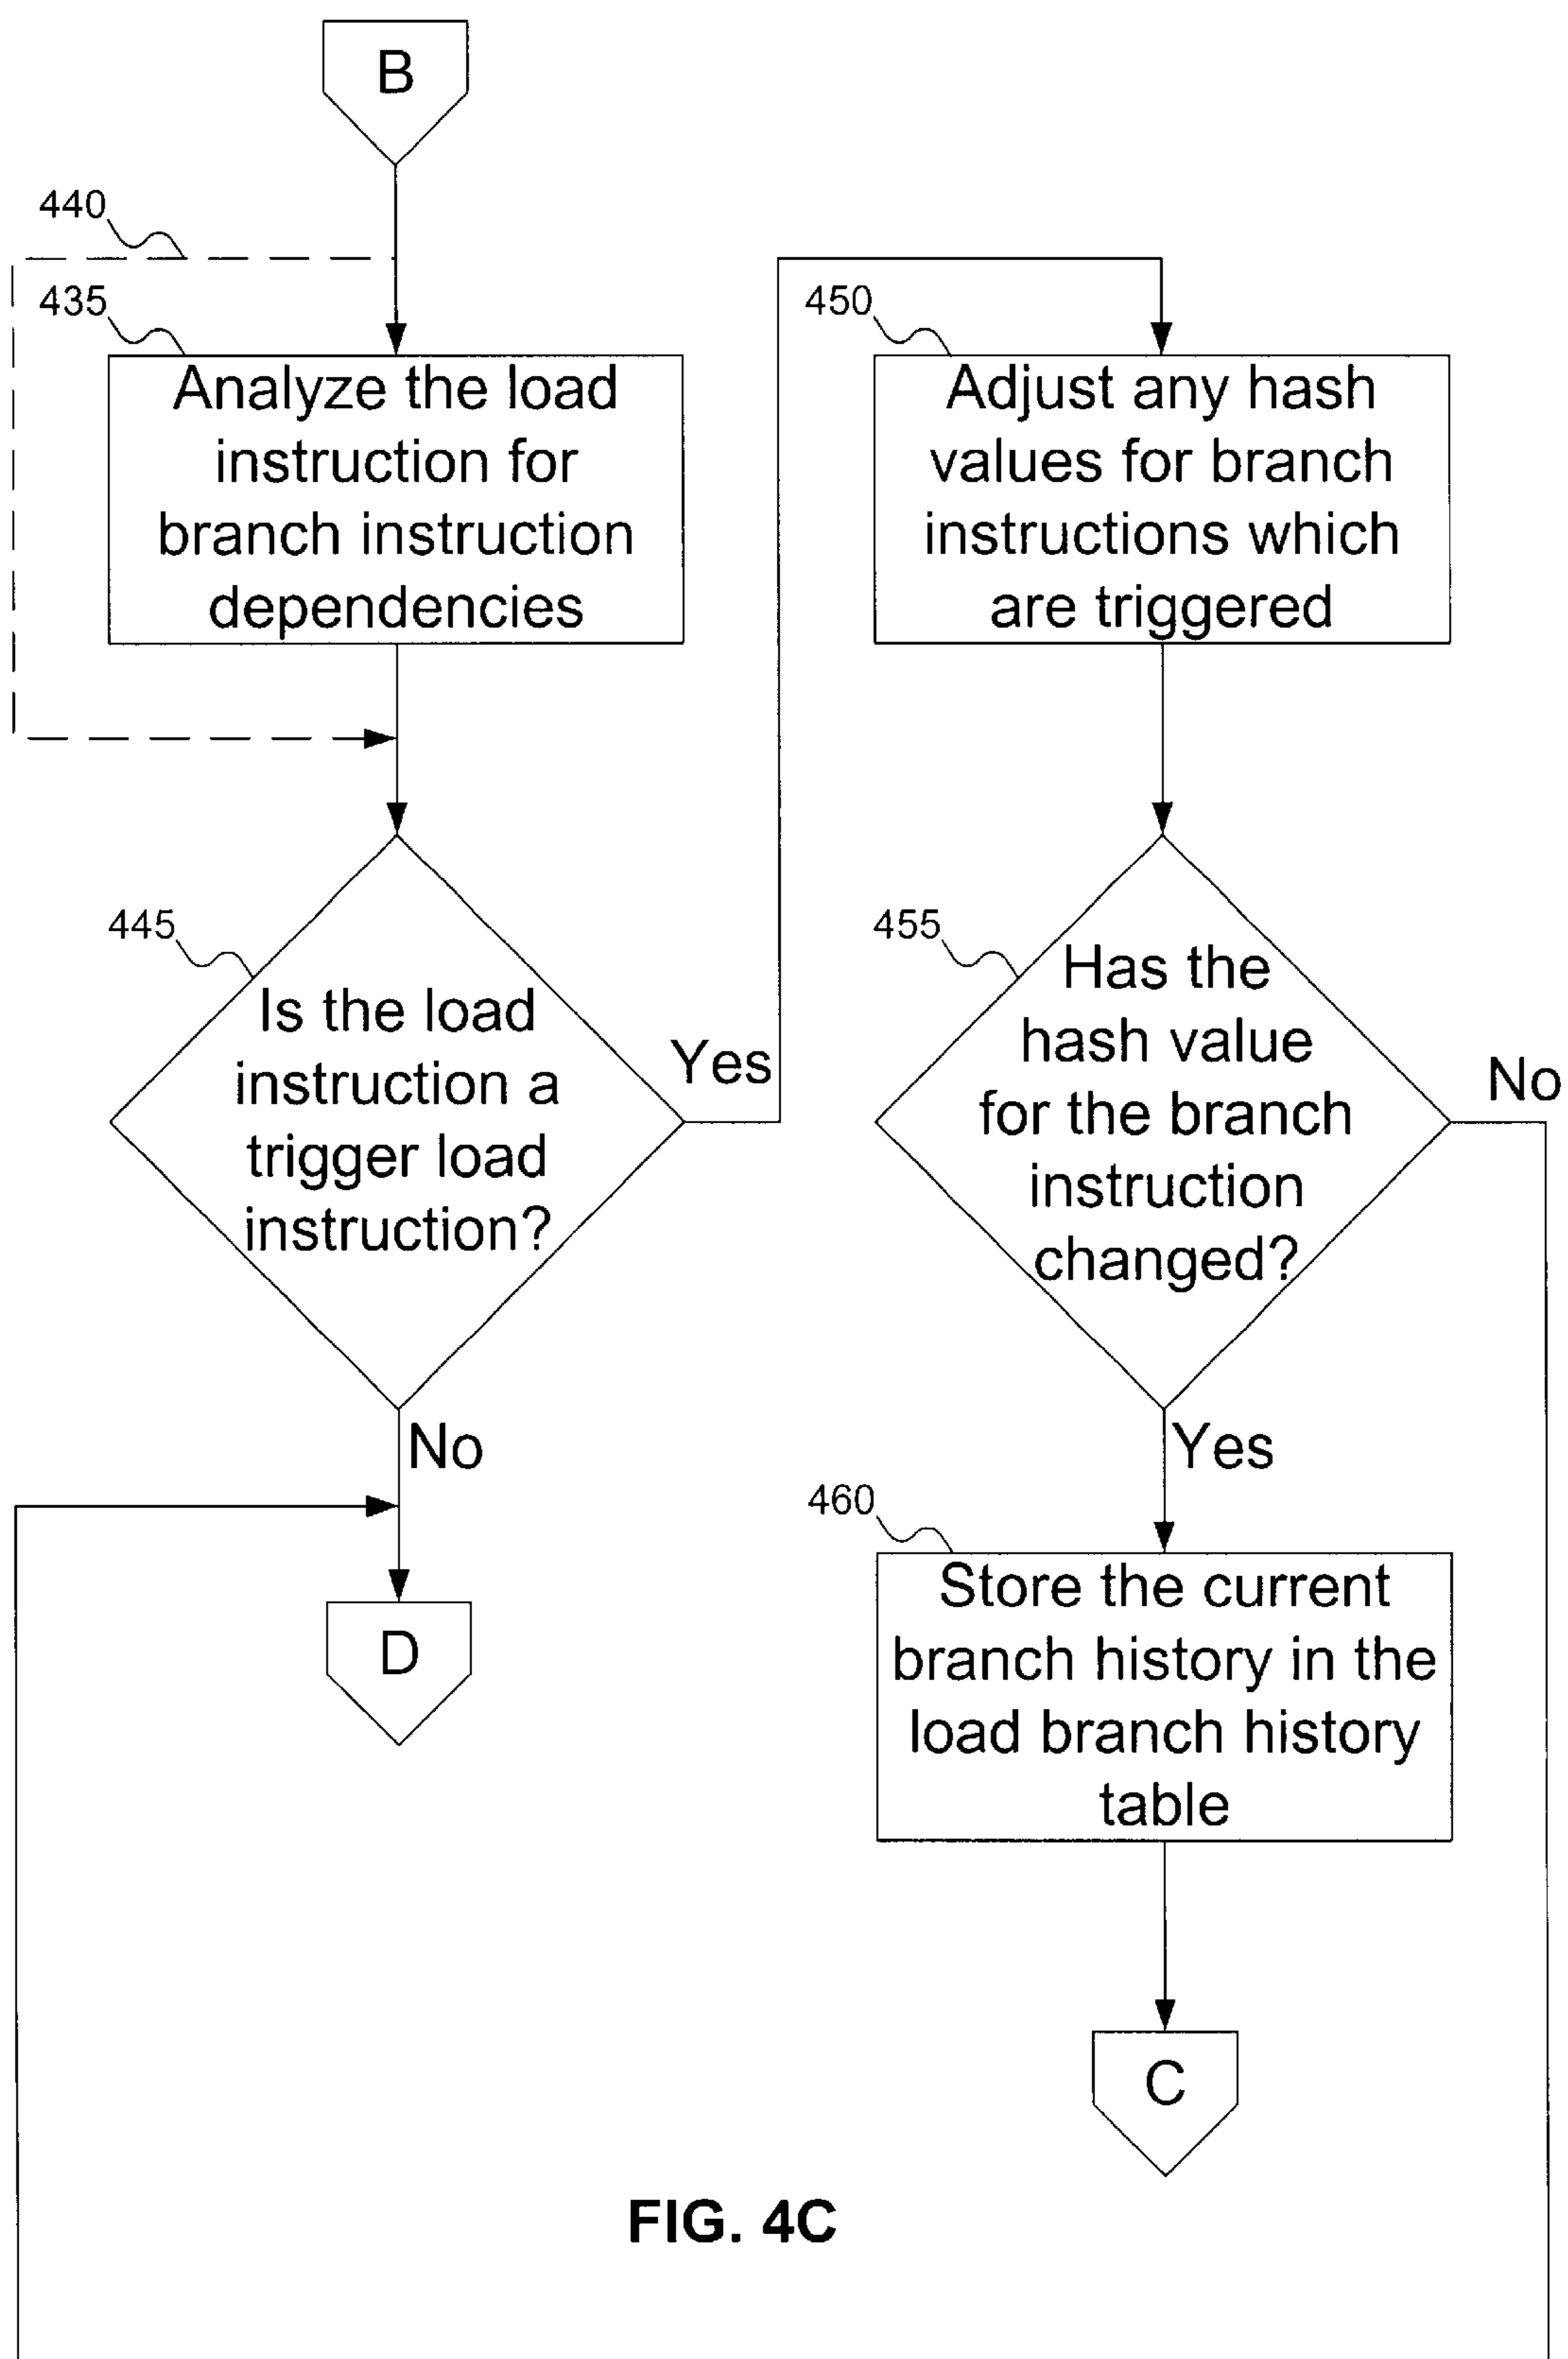 B
440
435
Analyze the load
instruction for
branch instruction
dependencies
450
Adjust any hash
values for branch
instructions which
are triggered
445
Is the load
instruction a
trigger load
instruction?
Yes
No
455
Has the
hash value
for the branch
instruction
changed?
No
Yes
D
460
Store the current
branch history in the
load branch history
table
C
FIG. 4C